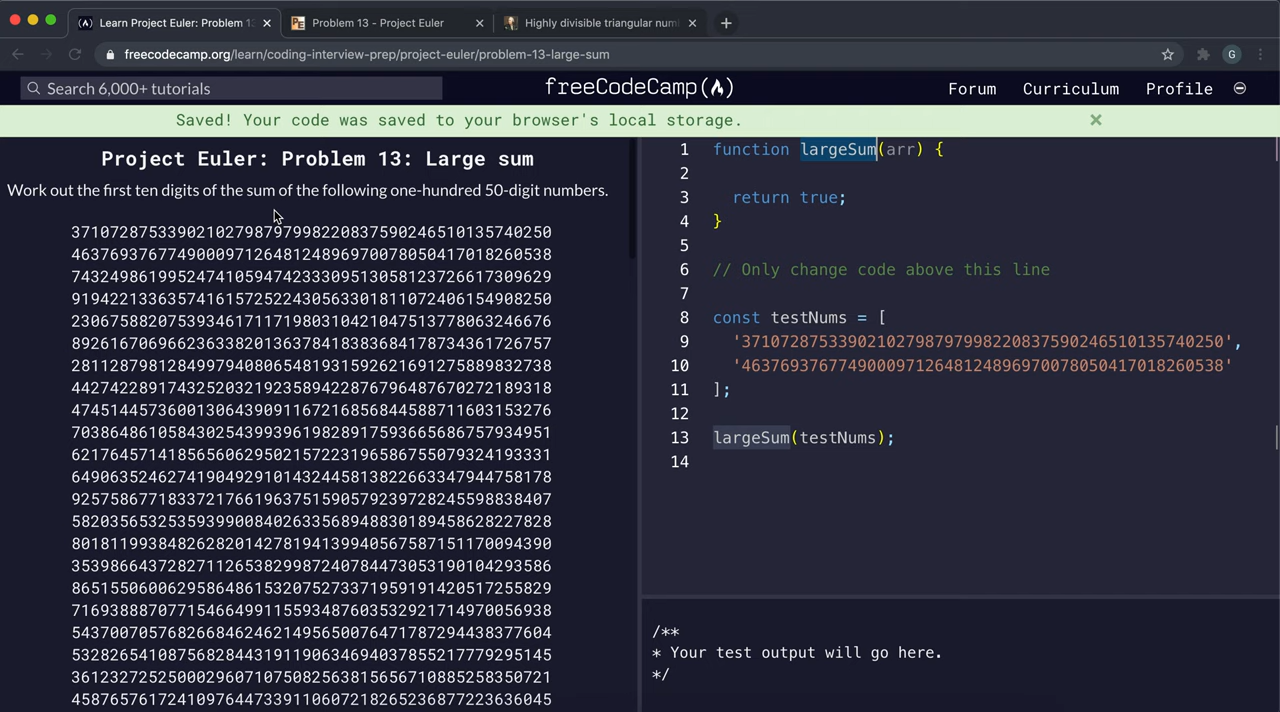 Learn Project Euler: Problem 13
Problem 13 - Project Euler
Highly divisible triangular num
freecodecamp.org/learn/coding-interview-prep/project-euler/problem-13-large-sum
G
Search 6,000+ tutorials
freeCodeCamp
Forum
Curriculum
Profile
Saved! Your code was saved to your browser's local storage.
Project Euler: Problem 13: Large sum
Work out the first ten digits of the sum of the following one-hundred 50-digit numbers.
37107287533902102798797998220837590246510135740250
46376937677490009712648124896970078050417018260538
74324986199524741059474233309513058123726617309629
91942213363574161572522430563301811072406154908250
23067588207539346171171980310421047513778063246676
89261670696623633820136378418383684178734361726757
28112879812849979408065481931592621691275889832738
44274228917432520321923589422876796487670272189318
47451445736001306439091167216856844588711603153276
70386486105843025439939619828917593665686757934951
62176457141856560629502157223196586755079324193331
64906352462741904929101432445813822663347944758178
92575867718337217661963751590579239728245598838407
58203565325359399008402633568948830189458628227828
80181199384826282014278194139940567587151170094390
35398664372827112653829987240784473053190104293586
86515506006295864861532075273371959191420517255829
71693888707715466499115593487603532921714970056938
54370070576826684624621495650076471787294438377604
53282654108756828443191190634694037855217779295145
36123272525000296071075082563815656710885258350721
45876576172410976447339110607218265236877223636045
1 function largeSum(arr) {
2
3 return true;
4 }
5
6 // Only change code above this line
7
8 const testNums = [
9 '37107287533902102798797998220837590246510135740250',
10 '46376937677490009712648124896970078050417018260538'
11 ];
12
13 largeSum(testNums);
14
/**
* Your test output will go here.
*/